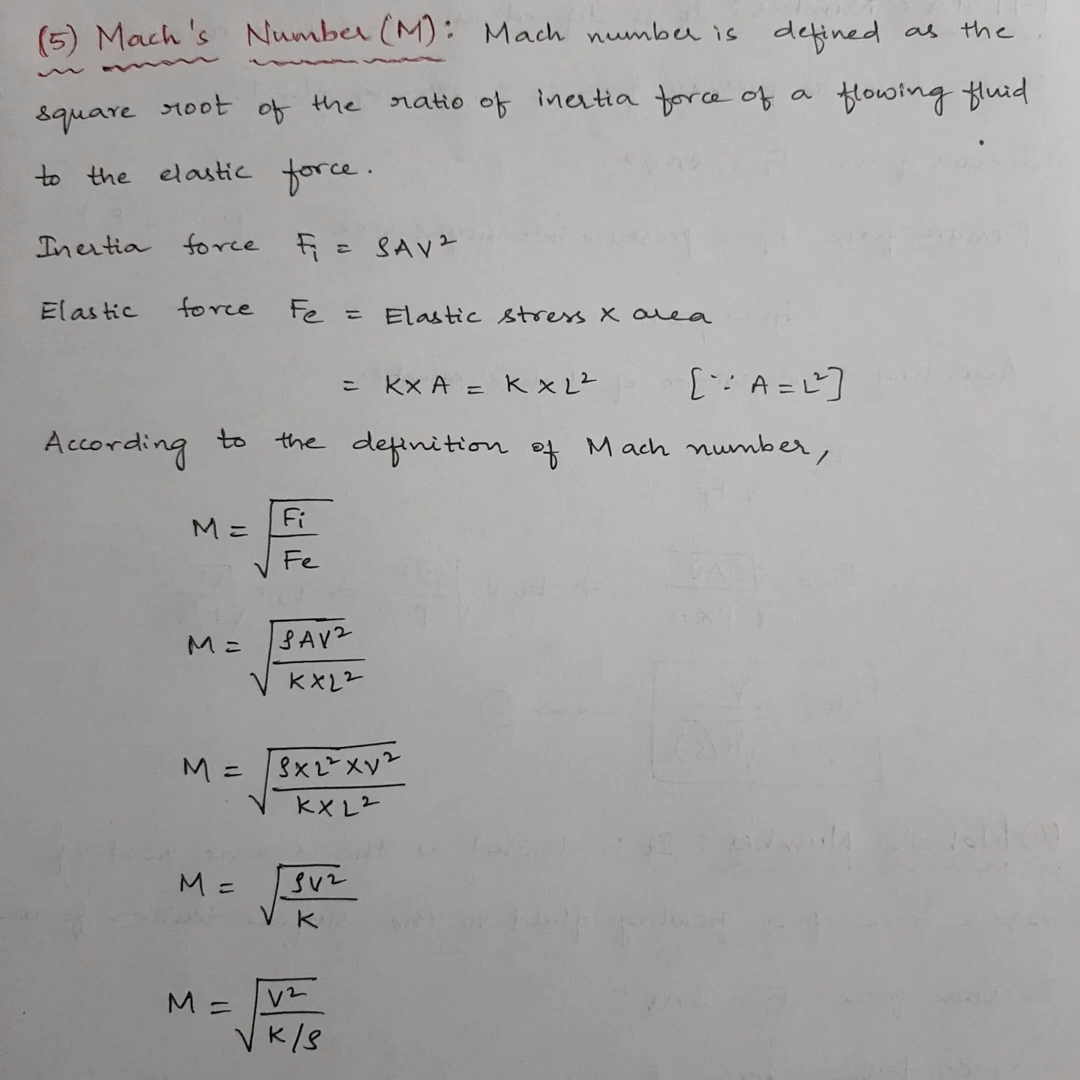 (5) Mach's Number (M): Mach number is defined as the
square root of the ratio of inertia force of a flowing fluid
to the elastic force.
Inertia force Fi = ρAV²
Elastic force Fe = Elastic stress × area
= K×A = K×L² [∵ A = L²]
According to the definition of Mach number,
M = √(Fi/Fe)
M = √(ρAV²/K×L²)
M = √(ρ×L²×V²/K×L²)
M = √(ρV²/K)
M = √(V²/K/ρ)